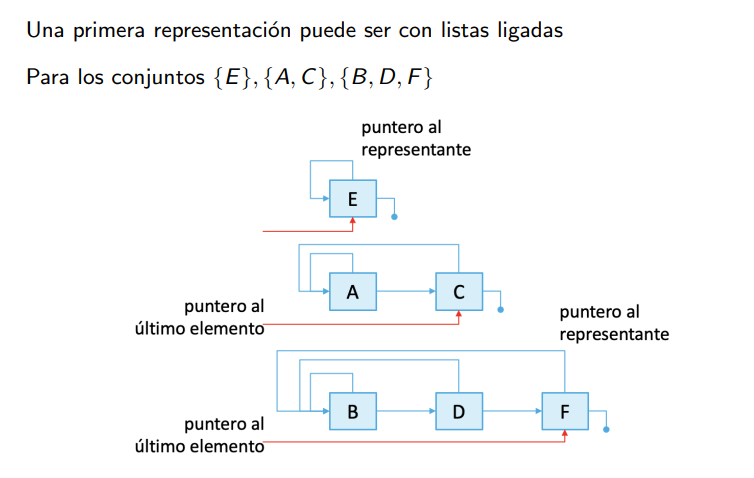 Una primera representación puede ser con listas ligadas
Para los conjuntos {E}, {A, C}, {B, D, F}
puntero al
representante
E
A
C
puntero al
último elemento
puntero al
representante
B
D
F
puntero al
último elemento